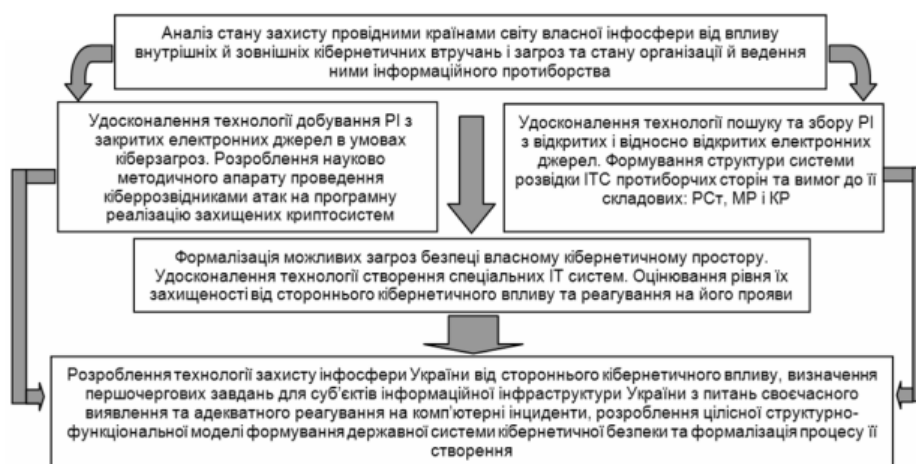 Аналіз стану захисту провідними країнами світу власної інфосфери від впливу
внутрішніх й зовнішніх кібернетичних втручань і загроз та стану організації й ведення
ними інформаційного протиборства
Удосконалення технології добування РІ з
закритих електронних джерел в умовах
кіберзагроз. Розроблення науково
методичного апарату проведення
кіберрозвідниками атак на програмну
реалізацію захищених криптосистем
Удосконалення технології пошуку та збору РІ
з відкритих і відносно відкритих електронних
джерел. Формування структури системи
розвідки ІТС протиборчих сторін та вимог до її
складових: РСт, МР і КР
Формалізація можливих загроз безпеці власному кібернетичному простору.
Удосконалення технології створення спеціальних ІТ систем. Оцінювання рівня їх
захищеності від стороннього кібернетичного впливу та реагування на його прояви
Розроблення технології захисту інфосфери України від стороннього кібернетичного впливу, визначення
першочергових завдань для суб’єктів інформаційної інфраструктури України з питань своєчасного
виявлення та адекватного реагування на комп’ютерні інциденти, розроблення цілісної структурно-
функціональної моделі формування державної системи кібернетичної безпеки та формалізація процесу її
створення